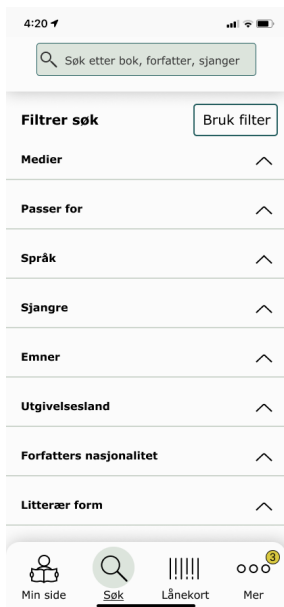 4:20
Søk etter bok, forfatter, sjanger
Filtrer søk
Bruk filter
Medier
Passer for
Språk
Sjangre
Emner
Utgivelsesland
Forfatters nasjonalitet
Litterær form
3
Min side
Søk
Lånekort
Mer